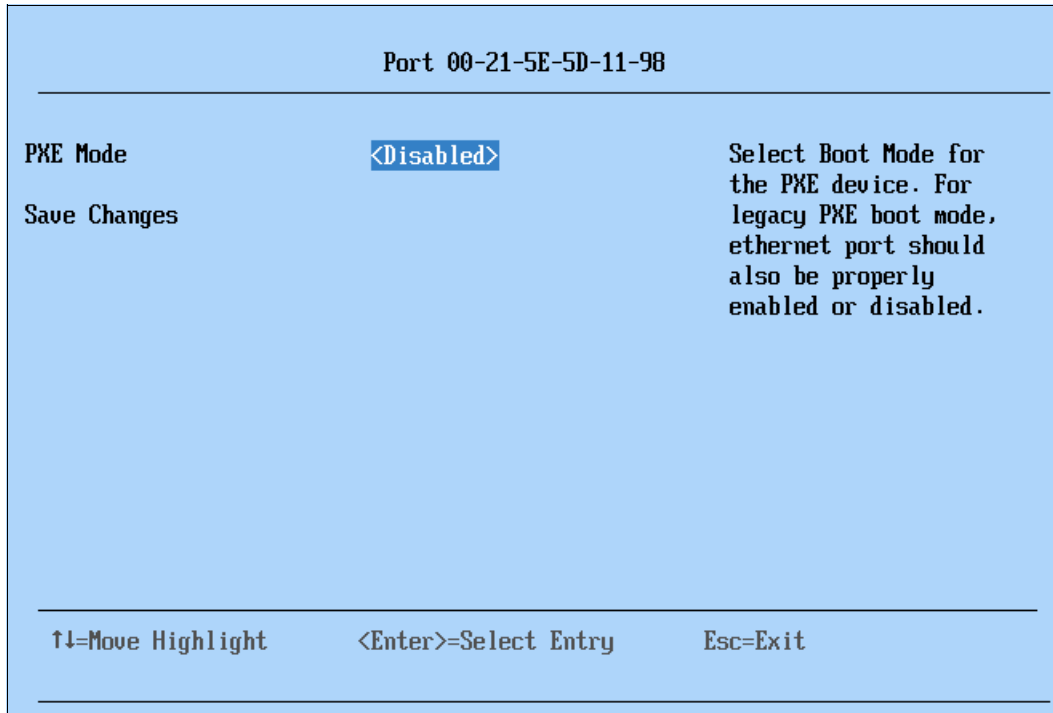 Port 00-21-5E-5D-11-98
PXE Mode
<Disabled>
Select Boot Mode for
the PXE device. For
legacy PXE boot mode,
ethernet port should
also be properly
enabled or disabled.
Save Changes
↑↓=Move Highlight
<Enter>=Select Entry
Esc=Exit